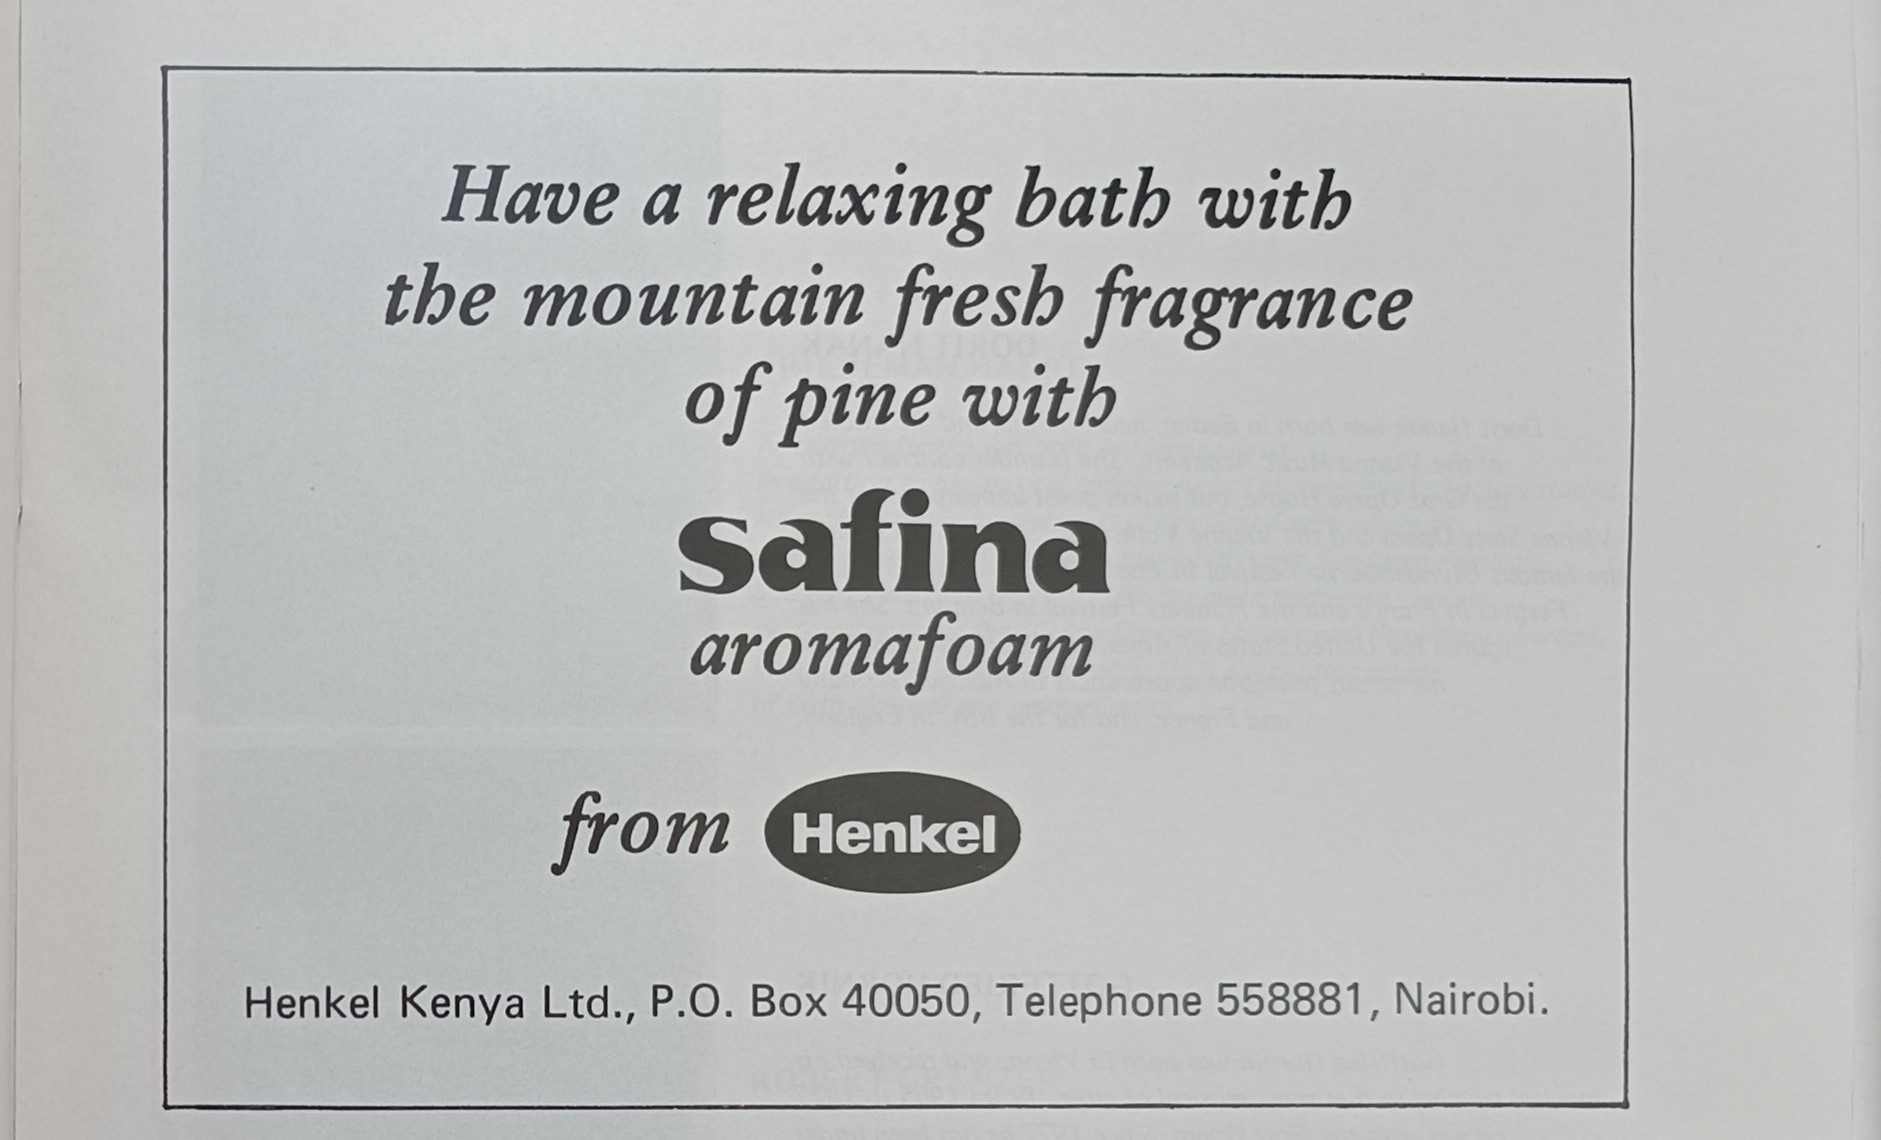 Have a relaxing bath with
the mountain fresh fragrance
of pine with
safina
aromafoam
from Henkel
Henkel Kenya Ltd., P.O. Box 40050, Telephone 558881, Nairobi.